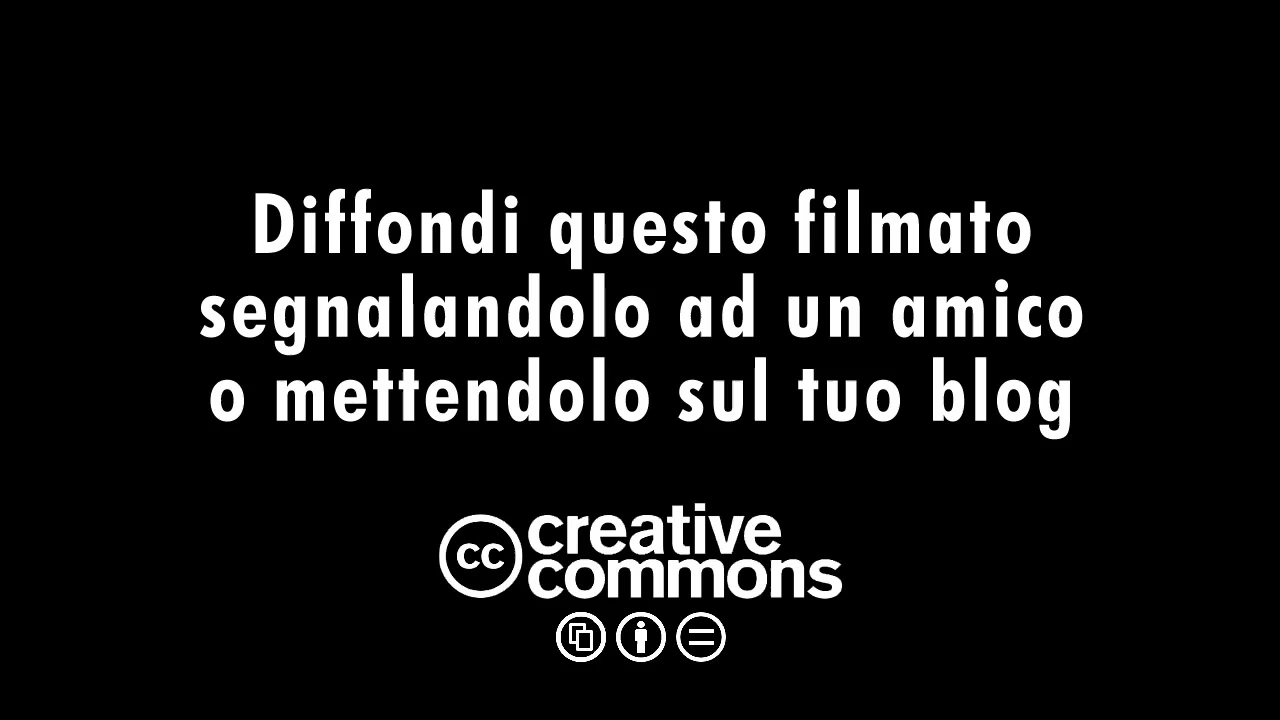 Diffondi questo filmato
segnalandolo ad un amico
o mettendolo sul tuo blog
cc creative
commons